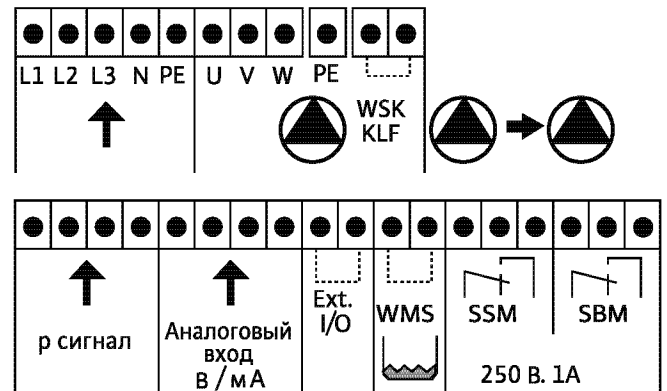 L1 L2 L3 N PE U V W PE
WSK
KLF
p сигнал
Аналоговый
вход
В / мА
Ext.
I/O
WMS
SSM
SBM
250 В. 1А